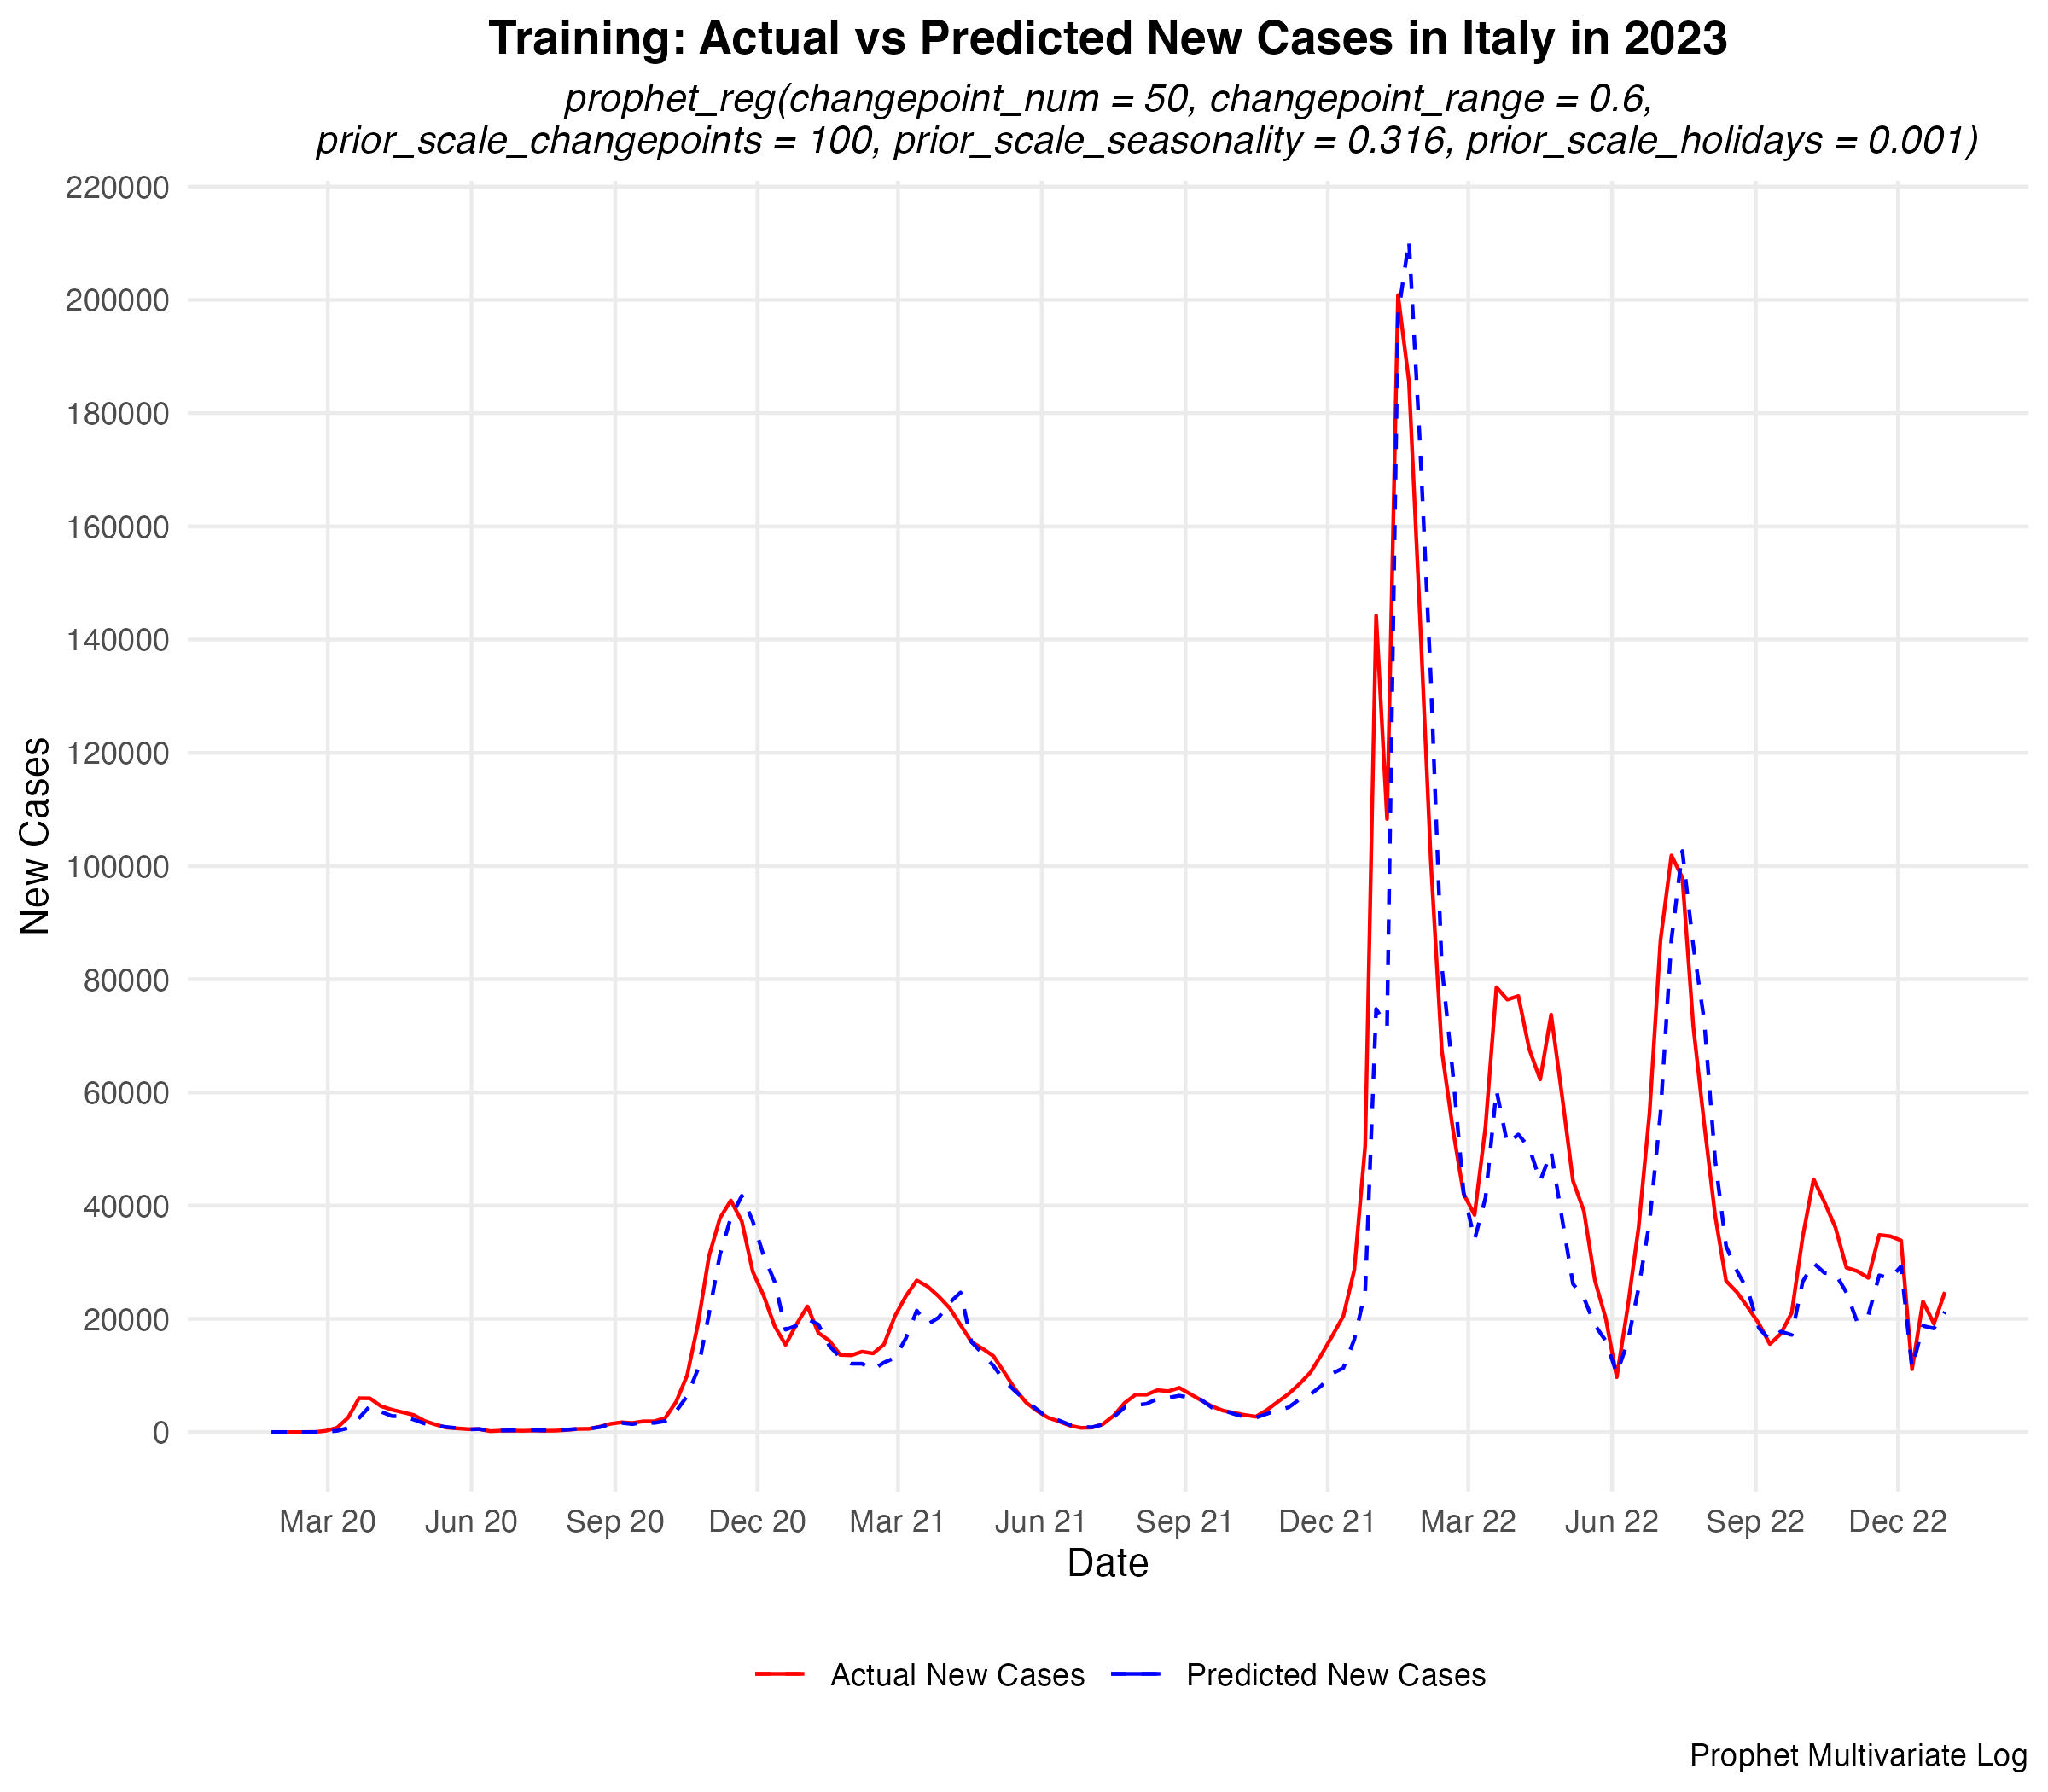 Training: Actual vs Predicted New Cases in Italy in 2023
prophet_reg(changepoint_num = 50, changepoint_range = 0.6,
prior_scale_changepoints = 100, prior_scale_seasonality = 0.316, prior_scale_holidays = 0.001)
220000
200000
180000
160000
140000
120000
100000
80000
60000
40000
20000
0
New Cases
Mar 20 Jun 20 Sep 20 Dec 20 Mar 21 Jun 21 Sep 21 Dec 21 Mar 22 Jun 22 Sep 22 Dec 22
Date
Actual New Cases Predicted New Cases
Prophet Multivariate Log